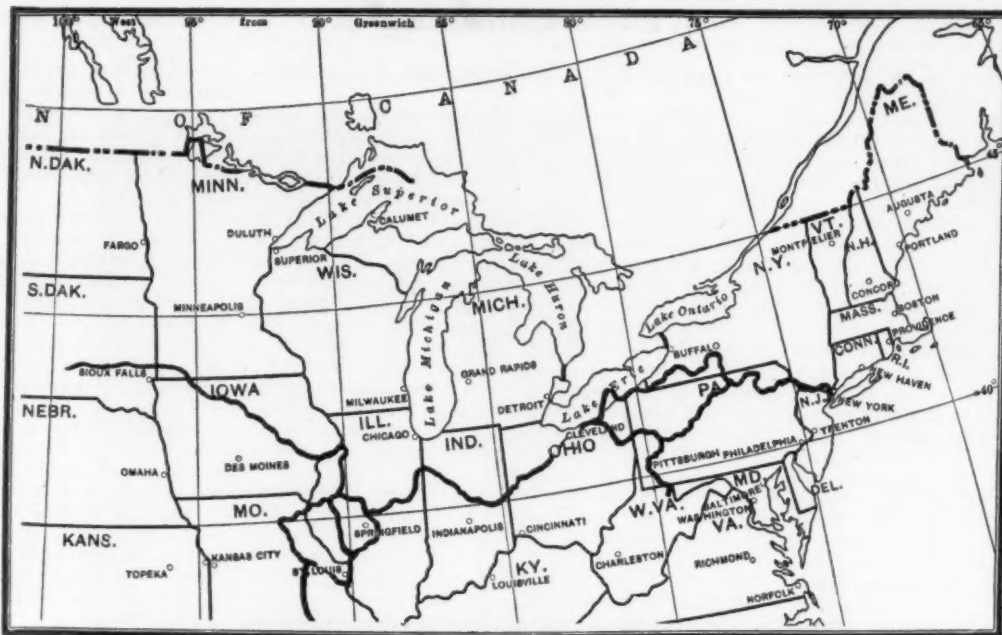 100° West 95° from 90° Greenwich 85° 80° 75° 70° 65°
N O F C A N A D A
N.DAK.
MINN.
ME.
45°
Lake Superior
CALUMET
VT.
AUGUSTA
FARGO
DULUTH
SUPERIOR
WIS.
MONTPELIER
N.H.
PORTLAND
N.Y.
Lake Huron
S.DAK.
MICH.
CONCORD
MINNEAPOLIS
Lake Michigan
Lake Ontario
MASS.
BOSTON
PROVIDENCE
CONN.
R.I.
BUFFALO
NEW HAVEN
SIOUX FALLS
GRAND RAPIDS
IOWA
MILWAUKEE
DETROIT
Lake Erie
PA.
N.J.
NEW YORK
40°
NEBR.
ILL.
CHICAGO
IND.
CLEVELAND
OHIO
TRENTON
PITTSBURGH
PHILADELPHIA
OMAHA
DES MOINES
MD.
DEL.
MO.
W.VA.
BALTIMORE
WASHINGTON
VA.
KANS.
SPRINGFIELD
INDIANAPOLIS
CINCINNATI
KANSAS CITY
TOPEKA
ST. LOUIS
KY.
LOUISVILLE
CHARLESTON
RICHMOND
NORFOLK